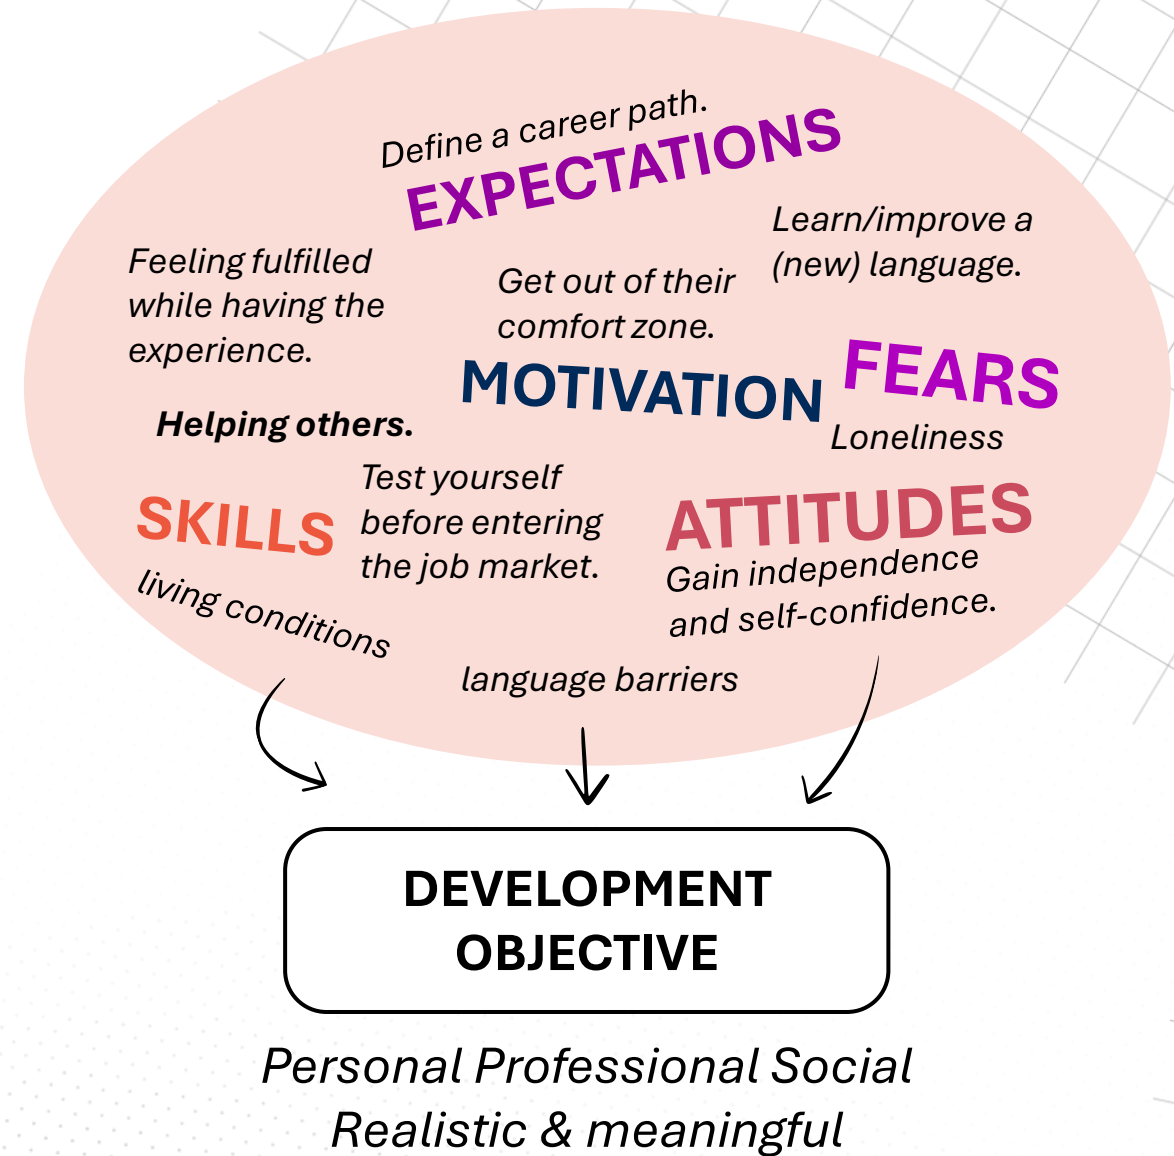 Define a career path.
EXPECTATIONS
Learn/improve a
(new) language.
Feeling fulfilled
while having the
experience.
Get out of their
comfort zone.
MOTIVATION
FEARS
Loneliness
Helping others.
SKILLS
Test yourself
before entering
the job market.
ATTITUDES
Gain independence
and self-confidence.
living conditions
language barriers
DEVELOPMENT
OBJECTIVE
Personal Professional Social
Realistic & meaningful